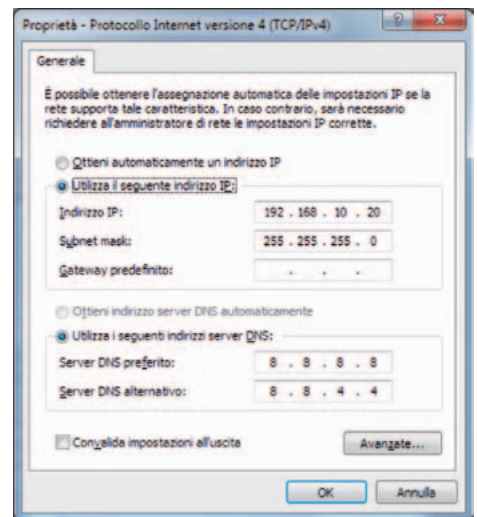 Proprietà - Protocollo Internet versione 4 (TCP/IPv4)
Generale
È possibile ottenere l'assegnazione automatica delle impostazioni IP se la
rete supporta tale caratteristica. In caso contrario, sarà necessario
richiedere all'amministratore di rete le impostazioni IP corrette.
Ottieni automaticamente un indirizzo IP
Utilizza il seguente indirizzo IP:
Indirizzo IP: 192 . 168 . 10 . 20
Subnet mask: 255 . 255 . 255 . 0
Gateway predefinito: . . .
Ottieni indirizzo server DNS automaticamente
Utilizza i seguenti indirizzi server DNS:
Server DNS preferito: 8 . 8 . 8 . 8
Server DNS alternativo: 8 . 8 . 4 . 4
Convalida impostazioni all'uscita
Avanzate...
OK Annulla